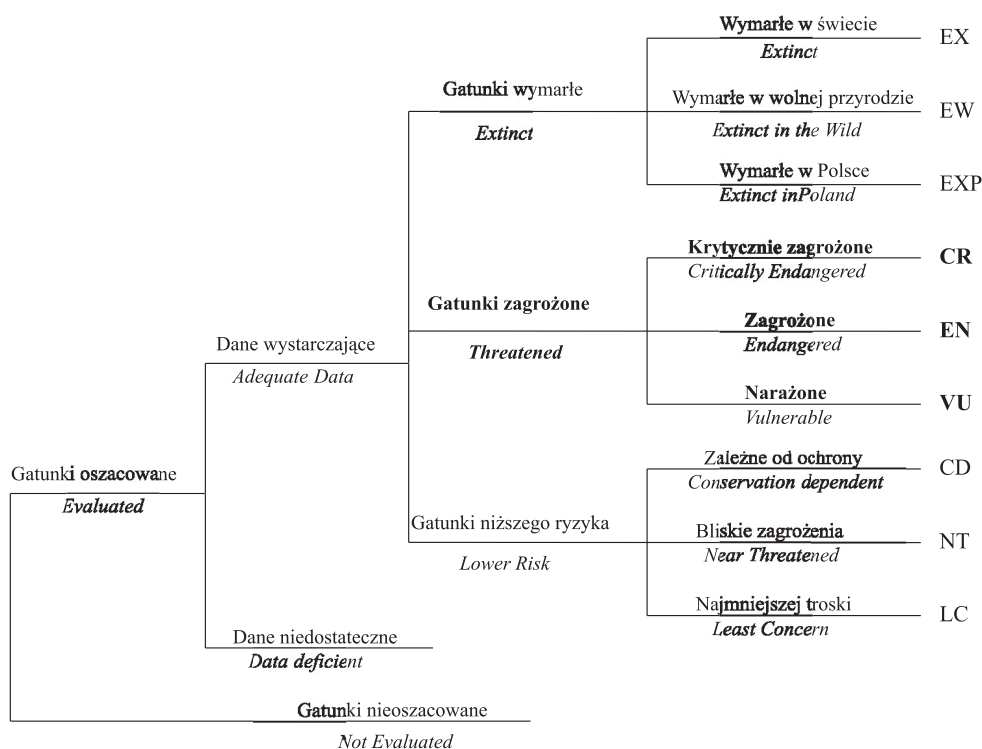 Wymarłe w świecie
EX
Extinct
Gatunki wymarłe
Extinct
Wymarłe w wolnej przyrodzie
EW
Extinct in the Wild
Wymarłe w Polsce
EXP
Extinct inPoland
Krytycznie zagrożone
CR
Critically Endangered
Gatunki zagrożone
Threatened
Zagrożone
EN
Endangered
Dane wystarczające
Adequate Data
Narażone
VU
Vulnerable
Gatunki oszacowane
Evaluated
Zależne od ochrony
CD
Conservation dependent
Gatunki niższego ryzyka
Lower Risk
Bliskie zagrożenia
NT
Near Threatened
Najmniejszej troski
LC
Least Concern
Dane niedostateczne
Data deficient
Gatunki nieoszacowane
Not Evaluated